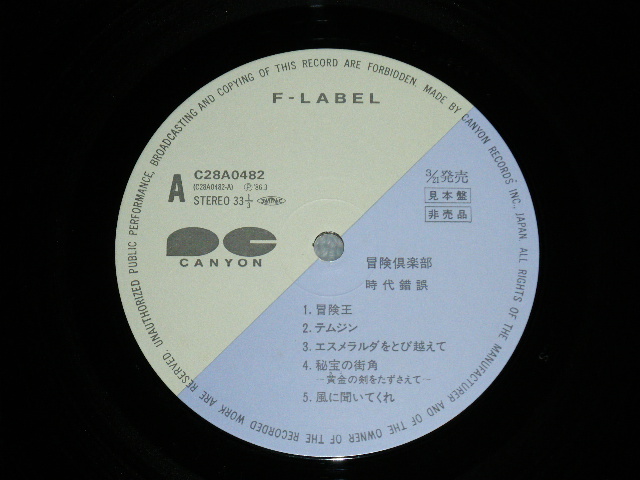 UNAUTHORIZED PUBLIC PERFORMANCE, BROADCASTING AND COPYING OF THIS RECORD ARE FORBIDDEN. MADE BY CANYON RECORDS INC., JAPAN. ALL RIGHTS OF THE MANUFACTURER AND OF THE OWNER OF THE RECORDED WORK ARE RESERVED.
F-LABEL
A
C28A0482
(C28A0482-A) Ⓟ'86.3
STEREO 33 1/3 JASRAC
3/21発売
見本盤
非売品
CANYON
冒険倶楽部
時代錯誤
1. 冒険王
2. テムジン
3. エスメラルダをとび越えて
4. 秘宝の街角
—黄金の剣をたずさえて—
5. 風に聞いてくれ